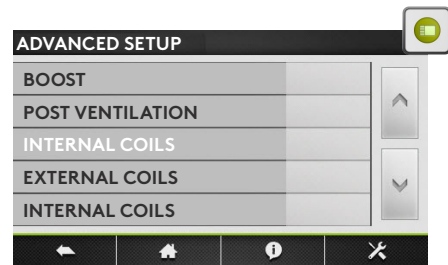 ADVANCED SETUP
BOOST
POST VENTILATION
INTERNAL COILS
EXTERNAL COILS
INTERNAL COILS